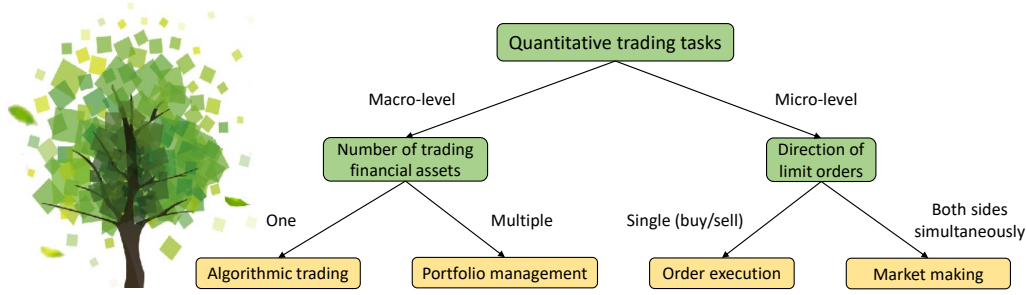 Quantitative trading tasks
Macro-level
Micro-level
Number of trading
financial assets
Direction of
limit orders
One
Multiple
Single (buy/sell)
Both sides
simultaneously
Algorithmic trading
Portfolio management
Order execution
Market making